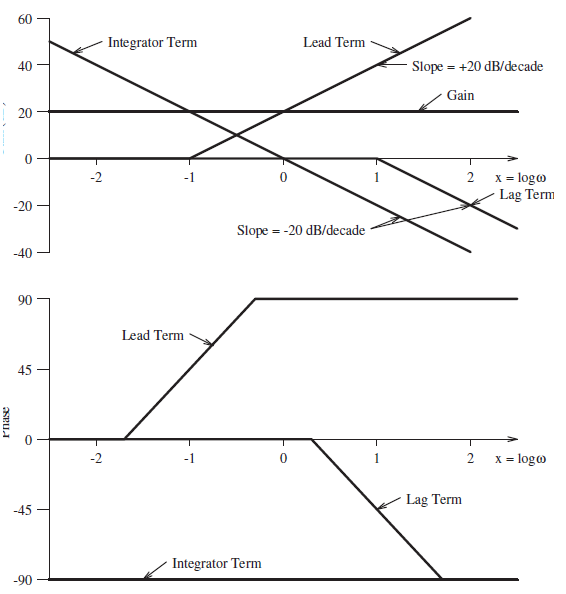 60
Integrator Term
Lead Term
40
Slope = +20 dB/decade
Gain
20
0
-2
-1
0
1
2
x = logω
Lag Term
-20
Slope = -20 dB/decade
-40
90
Lead Term
45
Phase
0
-2
-1
0
1
2
x = logω
Lag Term
-45
Integrator Term
-90